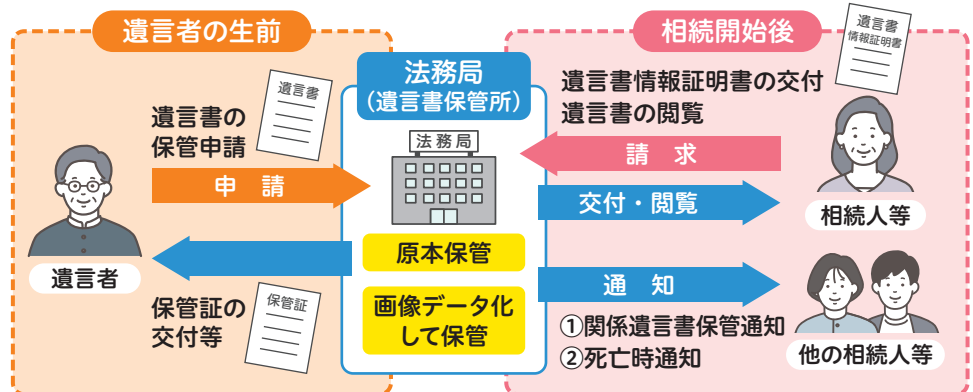 遺言者の生前
遺言書の
保管申請
遺言書
申 請
遺言者
保管証の
交付等
保管証
法務局
（遺言書保管所）
法務局
原本保管
画像データ化
して保管
相続開始後
遺言書
情報証明書
遺言書情報証明書の交付
遺言書の閲覧
請 求
交付・閲覧
相続人等
通 知
①関係遺言書保管通知
②死亡時通知
他の相続人等